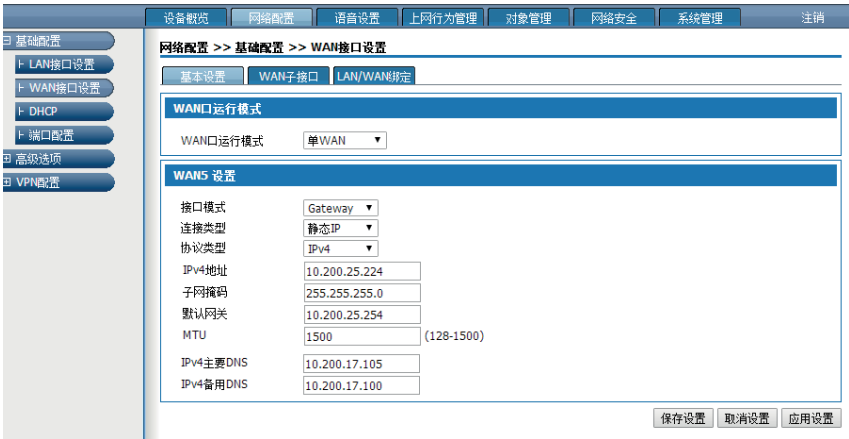 设备概览 网络配置 语音设置 上网行为管理 对象管理 网络安全 系统管理 注销
基础配置
LAN接口设置
WAN接口设置
DHCP
端口配置
高级选项
VPN配置
网络配置 >> 基础配置 >> WAN接口设置
基本设置 WAN子接口 LAN/WAN绑定
WAN口运行模式
WAN口运行模式 单WAN
WAN5 设置
接口模式 Gateway
连接类型 静态IP
协议类型 IPv4
IPv4地址 10.200.25.224
子网掩码 255.255.255.0
默认网关 10.200.25.254
MTU 1500 (128-1500)
IPv4主要DNS 10.200.17.105
IPv4备用DNS 10.200.17.100
保存设置 取消设置 应用设置